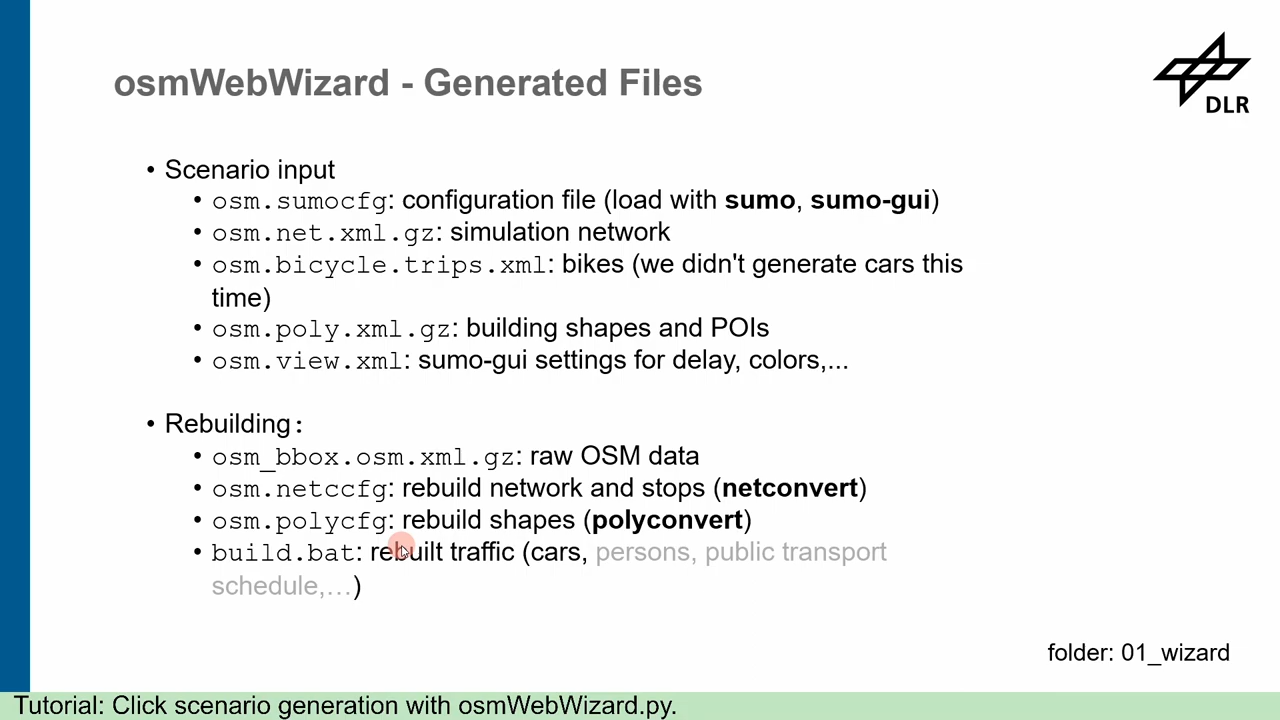 osmWebWizard - Generated Files
DLR
• Scenario input
• osm.sumocfg: configuration file (load with sumo, sumo-gui)
• osm.net.xml.gz: simulation network
• osm.bicycle.trips.xml: bikes (we didn't generate cars this
time)
• osm.poly.xml.gz: building shapes and POIs
• osm.view.xml: sumo-gui settings for delay, colors,...
• Rebuilding:
• osm_bbox.osm.xml.gz: raw OSM data
• osm.netccfg: rebuild network and stops (netconvert)
• osm.polycfg: rebuild shapes (polyconvert)
• build.bat: rebuilt traffic (cars, persons, public transport
schedule,...)
folder: 01_wizard
Tutorial: Click scenario generation with osmWebWizard.py.